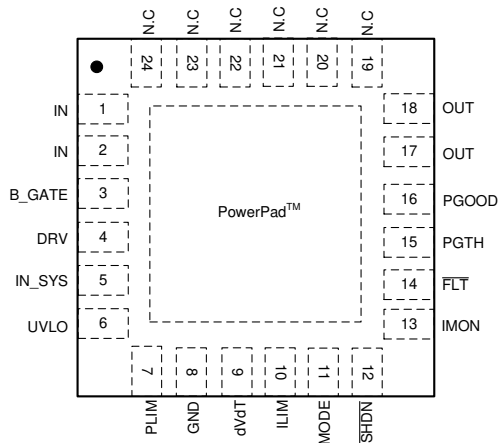 N.C N.C N.C N.C N.C N.C
24 23 22 21 20 19
IN 1
IN 2
B_GATE 3
DRV 4
IN_SYS 5
UVLO 6
PowerPad™
18 OUT
17 OUT
16 PGOOD
15 PGTH
14 FLT
13 IMON
7 8 9 10 11 12
PLIM GND dVdT ILIM MODE SHDN